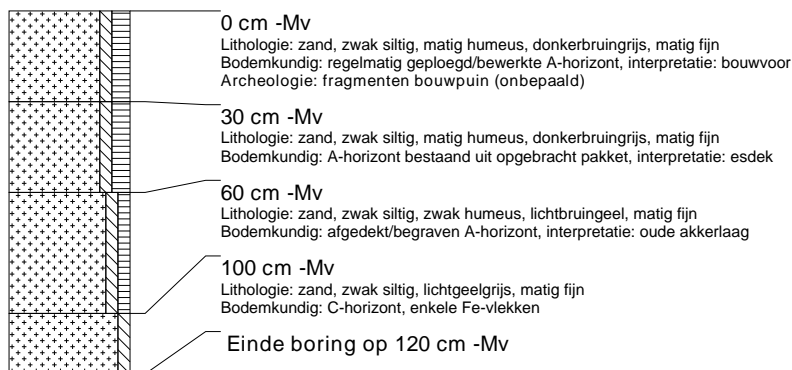 0 cm -Mv
Lithologie: zand, zwak siltig, matig humeus, donkerbruingrijs, matig fijn
Bodemkundig: regelmatig geploegd/bewerkte A-horizont, interpretatie: bouwvoor
Archeologie: fragmenten bouwpuin (onbepaald)
30 cm -Mv
Lithologie: zand, zwak siltig, matig humeus, donkerbruingrijs, matig fijn
Bodemkundig: A-horizont bestaand uit opgebracht pakket, interpretatie: esdek
60 cm -Mv
Lithologie: zand, zwak siltig, zwak humeus, lichtbruingeel, matig fijn
Bodemkundig: afgedekt/begraven A-horizont, interpretatie: oude akkerlaag
100 cm -Mv
Lithologie: zand, zwak siltig, lichtgeelgrijs, matig fijn
Bodemkundig: C-horizont, enkele Fe-vlekken
Einde boring op 120 cm -Mv